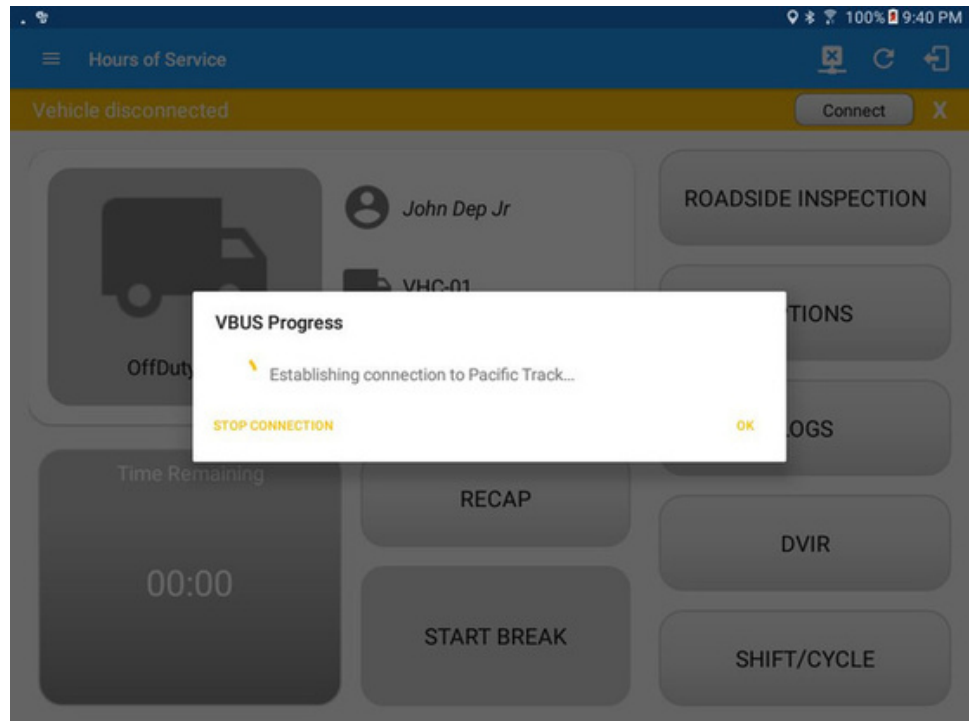 100% 9:40 PM
Hours of Service
Vehicle disconnected
Connect
X
John Dep Jr
VHC-01
OffDuty
ROADSIDE INSPECTION
TIONS
LOGS
DVIR
SHIFT/CYCLE
VBUS Progress
Establishing connection to Pacific Track...
STOP CONNECTION
OK
Time Remaining
00:00
RECAP
START BREAK